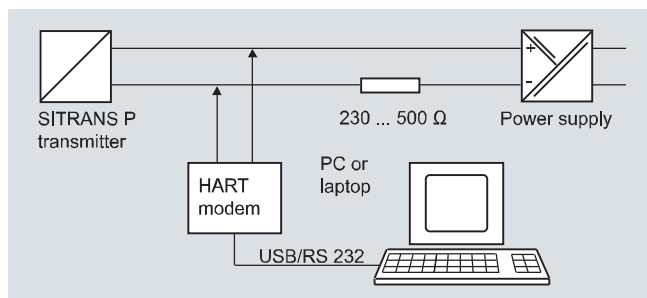 +
-
SITRANS P
transmitter
230 ... 500 Ω
Power supply
HART
modem
PC or
laptop
USB/RS 232